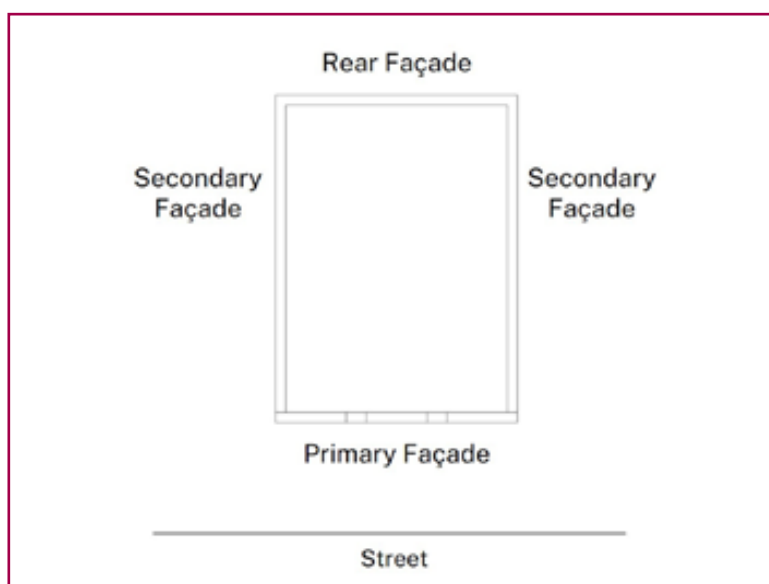 Rear Façade
Secondary
Façade
Secondary
Façade
Primary Façade
Street